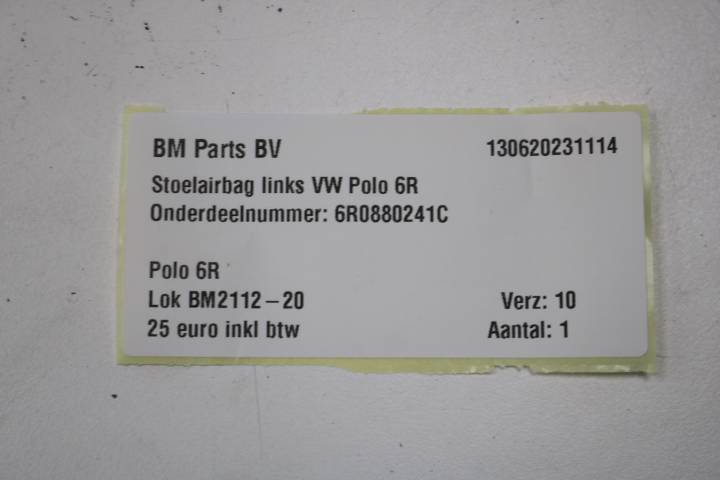 BM Parts BV 130620231114
Stoelairbag links VW Polo 6R
Onderdeelnummer: 6R0880241C
Polo 6R
Lok BM2112-20 Verz: 10
25 euro inkl btw Aantal: 1